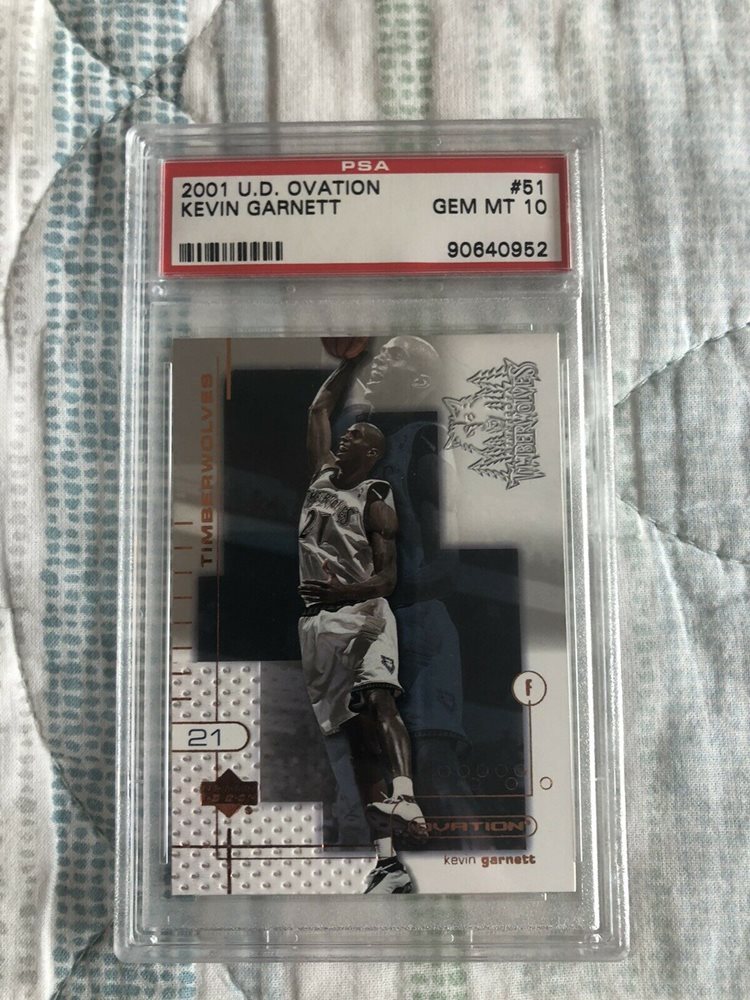 PSA
2001 U.D. OVATION #51
KEVIN GARNETT GEM MT 10
90640952
TIMBERWOLVES
TIMBERWOLVES
21
21
f
OVATION
kevin garnett